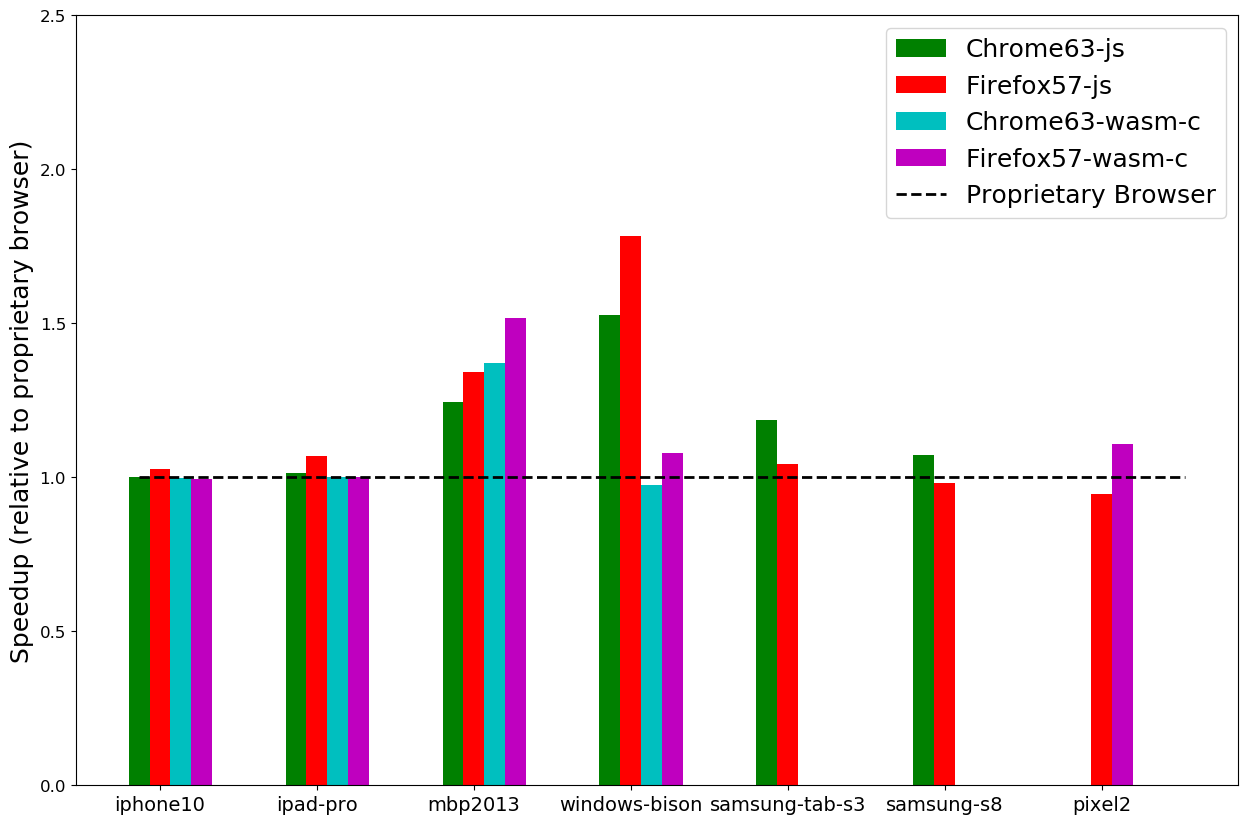 2.5
2.0
1.5
1.0
0.5
0.0
Speedup (relative to proprietary browser)
Chrome63-js
Firefox57-js
Chrome63-wasm-c
Firefox57-wasm-c
Proprietary Browser
iphone10 ipad-pro mbp2013 windows-bison samsung-tab-s3 samsung-s8 pixel2